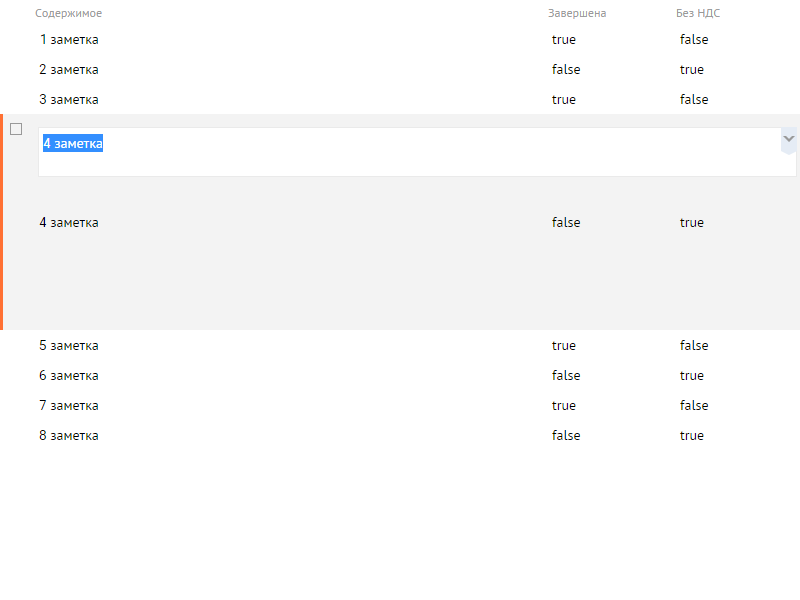 Содержимое Завершена Без НДС
1 заметка true false
2 заметка false true
3 заметка true false
4 заметка
4 заметка false true
5 заметка true false
6 заметка false true
7 заметка true false
8 заметка false true